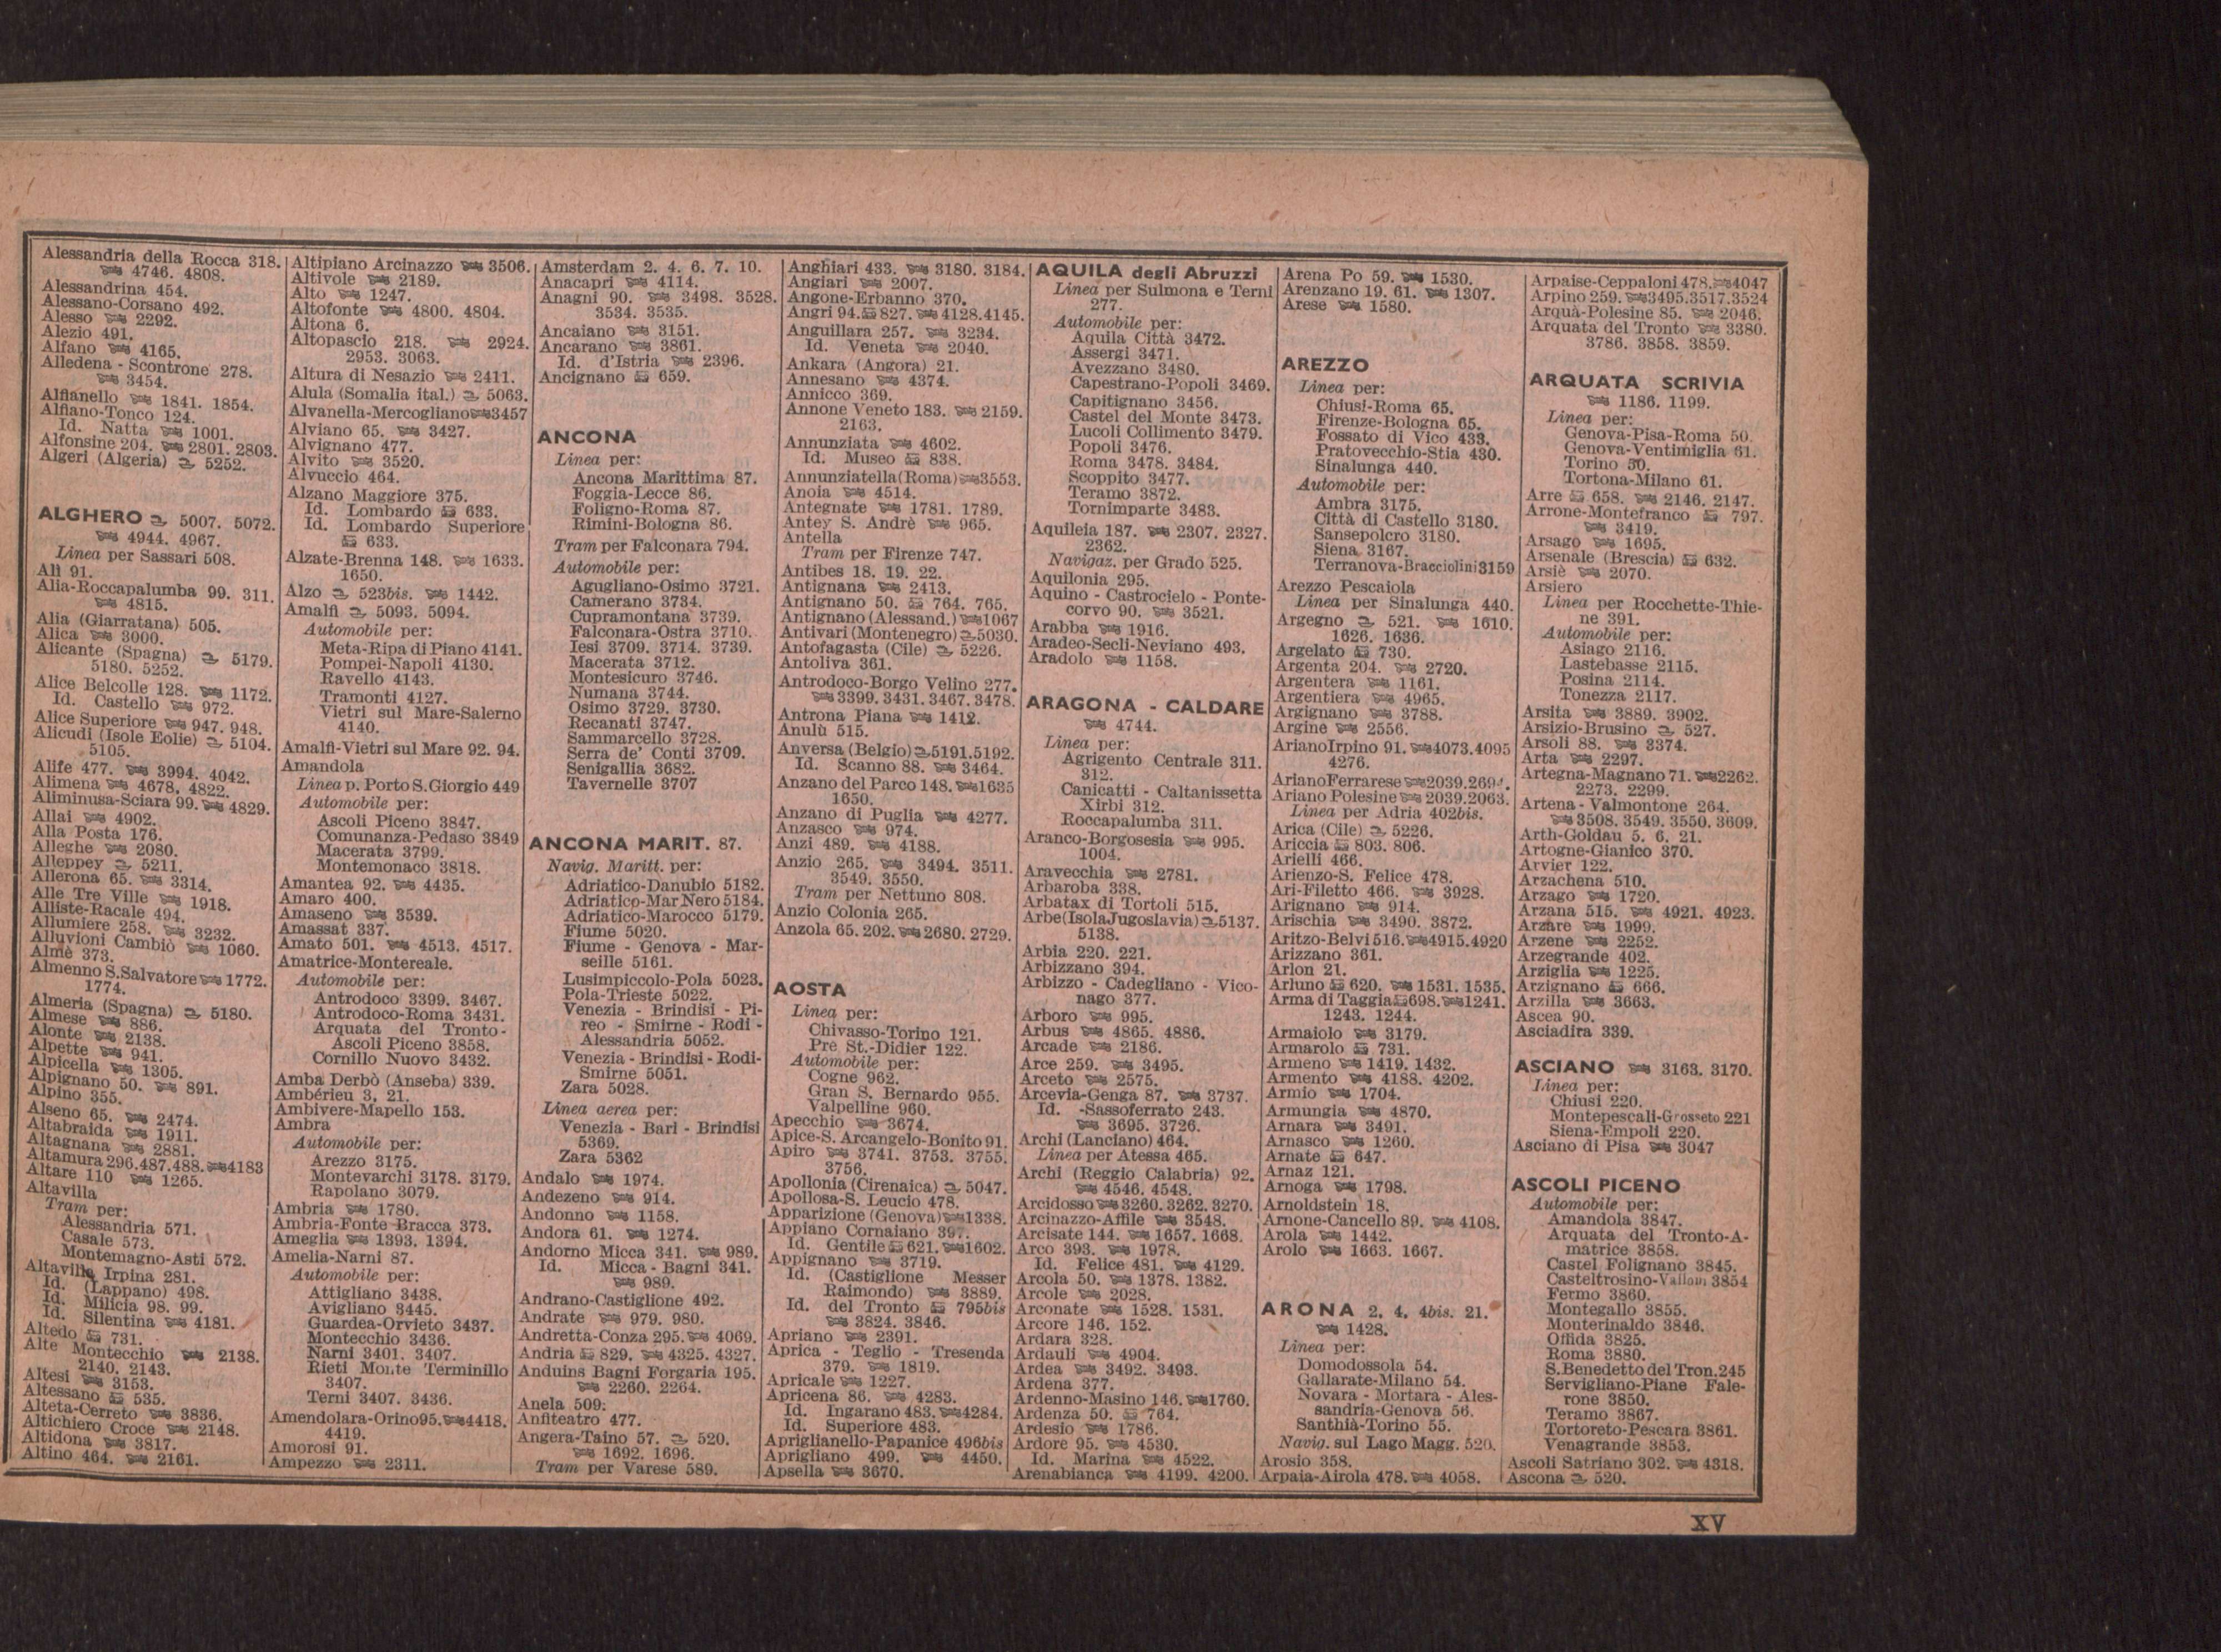 Alessandria della Rocca 318.
4746. 4808.
Alessandrina 454.
Alessano-Corsano 492.
Alesso 2292.
Alezio 491.
Alfano 4165.
Alfedena - Scontrone 278.
3454.
Alfianello 1841. 1854.
Alfiano-Tonco 124.
Id. Natta 1001.
Alfonsine 204. 2801. 2803.
Algeri (Algeria) 5252.
ALGHERO 5007. 5072.
4944. 4967.
Linea per Sassari 508.
Alì 91.
Alia-Roccapalumba 99. 311.
4815.
Alia (Giarratana) 505.
Alica 3000.
Alicante (Spagna) 5179.
5180. 5252.
Alice Belcolle 128. 1172.
Id. Castello 972.
Alice Superiore 947. 948.
Alicudi (Isole Eolie) 5104.
5105.
Alife 477. 3994. 4042.
Alimena 4678. 4822.
Aliminusa-Sciara 99. 4829.
Allai 4902.
Alla Posta 176.
Alleghe 2080.
Alleppey 5211.
Allerona 65. 3314.
Alle Tre Ville 1918.
Alliste-Racale 494.
Allumiere 258. 3232.
Alluvioni Cambiò 1060.
Almè 373.
Almenno S.Salvatore 1772.
1774.
Almeria (Spagna) 5180.
Almese 886.
Alonte 2138.
Alpette 941.
Alpicella 1305.
Alpignano 50. 891.
Alpino 355.
Alseno 65. 2474.
Altabraida 1911.
Altagnana 2881.
Altamura 296.487.488. 4183
Altare 110 1265.
Altavilla
Tram per:
Alessandria 571.
Casale 573.
Montemagno-Asti 572.
Altavilla Irpina 281.
Id. (Lappano) 498.
Id. Milicia 98. 99.
Id. Silentina 4181.
Altedo 731.
Alte Montecchio 2138.
2140. 2143.
Altesi 3153.
Altessano 535.
Alteta-Cerreto 3836.
Altichiero Croce 2148.
Altidona 3817.
Altino 464. 2161.
Altipiano Arcinazzo 3506.
Altivole 2189.
Alto 1247.
Altofonte 4800. 4804.
Altona 6.
Altopascio 218. 2924.
2953. 3063.
Altura di Nesazio 2411.
Alula (Somalia ital.) 5063.
Alvanella-Mercogliano 3457
Alviano 65. 3427.
Alvignano 477.
Alvito 3520.
Alvuccio 464.
Alzano Maggiore 375.
Id. Lombardo 633.
Id. Lombardo Superiore
633.
Alzate-Brenna 148. 1633.
1650.
Alzo 523bis. 1442.
Amalfi 5093. 5094.
Automobile per:
Meta-Ripa di Piano 4141.
Pompei-Napoli 4130.
Ravello 4143.
Tramonti 4127.
Vietri sul Mare-Salerno
4140.
Amalfi-Vietri sul Mare 92. 94.
Amandola
Linea p. Porto S.Giorgio 449
Automobile per:
Ascoli Piceno 3847.
Comunanza-Pedaso 3849
Macerata 3799.
Montemonaco 3818.
Amantea 92. 4435.
Amaro 400.
Amaseno 3539.
Amassat 337.
Amato 501. 4513. 4517.
Amatrice-Montereale.
Automobile per:
Antrodoco 3399. 3467.
Antrodoco-Roma 3431.
Arquata del Tronto-
Ascoli Piceno 3858.
Cornillo Nuovo 3432.
Amba Derbò (Anseba) 339.
Ambérieu 3, 21.
Ambivere-Mapello 153.
Ambra
Automobile per:
Arezzo 3175.
Montevarchi 3178. 3179.
Rapolano 3079.
Ambria 1780.
Ambria-Fonte Bracca 373.
Ameglia 1393. 1394.
Amelia-Narni 87.
Automobile per:
Attigliano 3438.
Avigliano 3445.
Guardea-Orvieto 3437.
Montecchio 3436.
Narni 3401. 3407.
Rieti Monte Terminillo
3407.
Terni 3407. 3436.
Amendolara-Orino95. 4418.
4419.
Amorosi 91.
Ampezzo 2311.
Amsterdam 2. 4. 6. 7. 10.
Anacapri 4114.
Anagni 90. 3498. 3528.
3534. 3535.
Ancaiano 3151.
Ancarano 3861.
Id. d'Istria 2396.
Ancignano 659.
ANCONA
Linea per:
Ancona Marittima 87.
Foggia-Lecce 86.
Foligno-Roma 87.
Rimini-Bologna 86.
Tram per Falconara 794.
Automobile per:
Agugliano-Osimo 3721.
Camerano 3734.
Cupramontana 3739.
Falconara-Ostra 3710.
Iesi 3709. 3714. 3739.
Macerata 3712.
Montesicuro 3746.
Numana 3744.
Osimo 3729. 3730.
Recanati 3747.
Sammarcello 3728.
Serra de' Conti 3709.
Senigallia 3682.
Tavernelle 3707
ANCONA MARIT. 87.
Navig. Maritt. per:
Adriatico-Danubio 5182.
Adriatico-Mar Nero 5184.
Adriatico-Marocco 5179.
Fiume 5020.
Fiume - Genova - Mar-
seille 5161.
Lusimpiccolo-Pola 5023.
Pola-Trieste 5022.
Venezia - Brindisi - Pi-
reo - Smirne - Rodi -
Alessandria 5052.
Venezia - Brindisi - Rodi-
Smirne 5051.
Zara 5028.
Linea aerea per:
Venezia - Bari - Brindisi
5369.
Zara 5362
Andalo 1974.
Andezeno 914.
Andonno 1158.
Andora 61. 1274.
Andorno Micca 341. 989.
Id. Micca - Bagni 341.
989.
Andrano-Castiglione 492.
Andrate 979. 980.
Andretta-Conza 295. 4069.
Andria 829, 4325. 4327.
Anduins Bagni Forgaria 195.
2260. 2264.
Anela 509.
Anfiteatro 477.
Angera-Taino 57. 520.
1692. 1696.
Tram per Varese 589.
Anghiari 433. 3180. 3184.
Angiari 2007.
Angone-Erbanno 370.
Angri 94. 827. 4128.4145.
Anguillara 257. 3234.
Id. Veneta 2040.
Ankara (Angora) 21.
Annesano 4374.
Annicco 369.
Annone Veneto 183. 2159.
2163.
Annunziata 4602.
Id. Museo 838.
Annunziatella(Roma) 3553.
Anoia 4514.
Antegnate 1781. 1789.
Antey S. Andrè 965.
Antella
Tram per Firenze 747.
Antibes 18. 19. 22.
Antignana 2413.
Antignano 50. 764. 765.
Antignano (Alessand.) 1067
Antivari (Montenegro) 5030.
Antofagasta (Cile) 5226.
Antoliva 361.
Antrodoco-Borgo Velino 277.
3399. 3431. 3467. 3478.
Antrona Piana 1412.
Anulù 515.
Anversa (Belgio) 5191.5192.
Id. Scanno 88. 3464.
Anzano del Parco 148. 1635
1650.
Anzano di Puglia 4277.
Anzasco 974.
Anzi 489. 4188.
Anzio 265. 3494. 3511.
3549. 3550.
Tram per Nettuno 808.
Anzio Colonia 265.
Anzola 65. 202. 2680. 2729.
AOSTA
Linea per:
Chivasso-Torino 121.
Prè St.-Didier 122.
Automobile per:
Cogne 962.
Gran S. Bernardo 955.
Valpelline 960.
Apecchio 3674.
Apice-S. Arcangelo-Bonito 91.
Apiro 3741. 3753. 3755.
3756.
Apollonia (Cirenaica) 5047.
Apollosa-S. Leucio 478.
Apparizione (Genova) 1338.
Appiano Cornaiano 397.
Id. Gentile 621. 1602.
Appignano 3719.
Id. (Castiglione Messer
Raimondo) 3889.
Id. del Tronto 795bis
3824. 3846.
Apriano 2391.
Aprica - Teglio - Tresenda
379. 1819.
Apricale 1227.
Apricena 86. 4283.
Id. Ingarano 483. 4284.
Id. Superiore 483.
Apriglianello-Papanice 496bis
Aprigliano 499. 4450.
Apsella 3670.
AQUILA degli Abruzzi
Linea per Sulmona e Terni
277.
Automobile per:
Aquila Città 3472.
Assergi 3471.
Avezzano 3480.
Capestrano-Popoli 3469.
Capitignano 3456.
Castel del Monte 3473.
Lucoli Collimento 3479.
Popoli 3476.
Roma 3478. 3484.
Scoppito 3477.
Teramo 3872.
Tornimparte 3483.
Aquileia 187. 2307. 2327.
2362.
Navigaz. per Grado 525.
Aquilonia 295.
Aquino - Castrocielo - Ponte-
corvo 90. 3521.
Arabba 1916.
Aradeo-Seclì-Neviano 493.
Aradolo 1158.
ARAGONA - CALDARE
4744.
Linea per:
Agrigento Centrale 311.
312.
Canicatti - Caltanissetta
Xirbi 312.
Roccapalumba 311.
Aranco-Borgosesia 995.
1004.
Aravecchia 2781.
Arbaroba 338.
Arbatax di Tortolì 515.
Arbe(IsolaJugoslavia) 5137.
5138.
Arbia 220. 221.
Arbizzano 394.
Arbizzo - Cadegliano - Vico-
nago 377.
Arboro 995.
Arbus 4865. 4886.
Arcade 2186.
Arce 259. 3495.
Arceto 2575.
Arcevia-Genga 87. 3737.
Id. -Sassoferrato 243.
3695. 3726.
Archi (Lanciano) 464.
Linea per Atessa 465.
Archi (Reggio Calabria) 92.
4546. 4548.
Arcidosso 3260. 3262. 3270.
Arcinazzo-Affile 3548.
Arcisate 144. 1657. 1668.
Arco 393. 1978.
Id. Felice 481. 4129.
Arcola 50. 1378. 1382.
Arcole 2028.
Arconate 1528. 1531.
Arcore 146. 152.
Ardara 328.
Ardauli 4904.
Ardea 3492. 3493.
Ardena 377.
Ardenno-Masino 146. 1760.
Ardenza 50. 764.
Ardesio 1786.
Ardore 95. 4530.
Id. Marina 4522.
Arenabianca 4199. 4200.
Arena Po 59. 1530.
Arenzano 19. 61. 1307.
Arese 1580.
AREZZO
Linea per:
Chiusi-Roma 65.
Firenze-Bologna 65.
Fossato di Vico 433.
Pratovecchio-Stia 430.
Sinalunga 440.
Automobile per:
Ambra 3175.
Città di Castello 3180.
Sansepolcro 3180.
Siena 3167.
Terranova-Bracciolini3159
Arezzo Pescaiola
Linea per Sinalunga 440.
Argegno 521. 1610.
1626. 1636.
Argelato 730.
Argenta 204. 2720.
Argentera 1161.
Argentiera 4965.
Argignano 3788.
Argine 2556.
ArianoIrpino 91. 4073.4095
4276.
ArianoFerrarese 2039.2694.
Ariano Polesine 2039.2063.
Linea per Adria 402bis.
Arica (Cile) 5226.
Ariccia 803. 806.
Arielli 466.
Arienzo-S. Felice 478.
Ari-Filetto 466. 3928.
Arignano 914.
Arischia 3490. 3872.
Aritzo-Belvì 516. 4915.4920
Arizzano 361.
Arlon 21.
Arluno 620. 1531. 1535.
Arma di Taggia 698. 1241.
1243. 1244.
Armaiolo 3179.
Armarolo 731.
Armeno 1419. 1432.
Armento 4188. 4202.
Armio 1704.
Armungia 4870.
Arnara 3491.
Arnasco 1260.
Arnate 647.
Arnaz 121.
Arnoga 1798.
Arnoldstein 18.
Arnone-Cancello 89. 4108.
Arola 1442.
Arolo 1663. 1667.
ARONA 2, 4, 4bis. 21.
1428.
Linea per:
Domodossola 54.
Gallarate-Milano 54.
Novara - Mortara - Ales-
sandria-Genova 56.
Santhià-Torino 55.
Navig. sul Lago Magg. 520.
Arosio 358.
Arpaia-Airola 478. 4058.
Arpaise-Ceppaloni 478. 4047
Arpino 259. 3495.3517.3524
Arquà-Polesine 85. 2046.
Arquata del Tronto 3380.
3786. 3858. 3859.
ARQUATA SCRIVIA
1186. 1199.
Linea per:
Genova-Pisa-Roma 50.
Genova-Ventimiglia 61.
Torino 50.
Tortona-Milano 61.
Arre 658. 2146. 2147.
Arrone-Montefranco 797.
3419.
Arsago 1695.
Arsenale (Brescia) 632.
Arsiè 2070.
Arsiero
Linea per Rocchette-Thie-
ne 391.
Automobile per:
Asiago 2116.
Lastebasse 2115.
Posina 2114.
Tonezza 2117.
Arsita 3889. 3902.
Arsizio-Brusino 527.
Arsoli 88. 3374.
Arta 2297.
Artegna-Magnano 71. 2262.
2273. 2299.
Artena - Valmontone 264.
3508. 3549. 3550. 3609.
Arth-Goldau 5. 6. 21.
Artogne-Gianico 370.
Arvier 122.
Arzachena 510.
Arzago 1720.
Arzana 515. 4921. 4923.
Arzare 1999.
Arzene 2252.
Arzegrande 402.
Arziglia 1225.
Arzignano 666.
Arzilla 3663.
Ascea 90.
Asciadira 339.
ASCIANO 3163. 3170.
Linea per:
Chiusi 220.
Montepescali-Grosseto 221
Siena-Empoli 220.
Asciano di Pisa 3047
ASCOLI PICENO
Automobile per:
Amandola 3847.
Arquata del Tronto-A-
matrice 3858.
Castel Folignano 3845.
Casteltrosino-Vallom 3854
Fermo 3860.
Montegallo 3855.
Monterinaldo 3846.
Offida 3825.
Roma 3880.
S.Benedetto del Tron.245
Servigliano-Piane Fale-
rone 3850.
Teramo 3867.
Tortoreto-Pescara 3861.
Venagrande 3853.
Ascoli Satriano 302. 4318.
Ascona 520.
XV